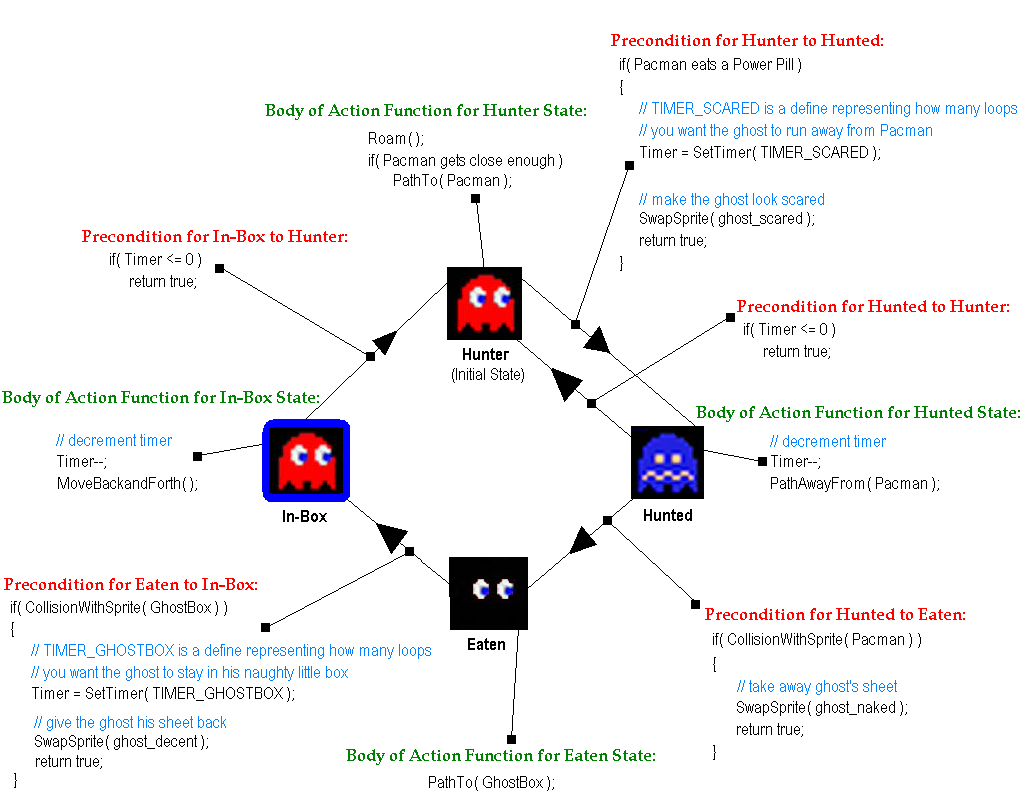 Precondition for Hunter to Hunted:
if( Pacman eats a Power Pill )
{
// TIMER_SCARED is a define representing how many loops
// you want the ghost to run away from Pacman
Timer = SetTimer( TIMER_SCARED );
// make the ghost look scared
SwapSprite( ghost_scared );
return true;
}
Body of Action Function for Hunter State:
Roam( );
if( Pacman gets close enough )
PathTo( Pacman );
Precondition for In-Box to Hunter:
if( Timer <= 0 )
return true;
Precondition for Hunted to Hunter:
if( Timer <= 0 )
return true;
Hunter
(Initial State)
Body of Action Function for In-Box State:
// decrement timer
Timer--;
MoveBackandForth( );
In-Box
Body of Action Function for Hunted State:
// decrement timer
Timer--;
PathAwayFrom( Pacman );
Hunted
Precondition for Eaten to In-Box:
if( CollisionWithSprite( GhostBox ) )
{
// TIMER_GHOSTBOX is a define representing how many loops
// you want the ghost to stay in his naughty little box
Timer = SetTimer( TIMER_GHOSTBOX );
// give the ghost his sheet back
SwapSprite( ghost_decent );
return true;
}
Eaten
Precondition for Hunted to Eaten:
if( CollisionWithSprite( Pacman ) )
{
// take away ghost's sheet
SwapSprite( ghost_naked );
return true;
}
Body of Action Function for Eaten State:
PathTo( GhostBox );